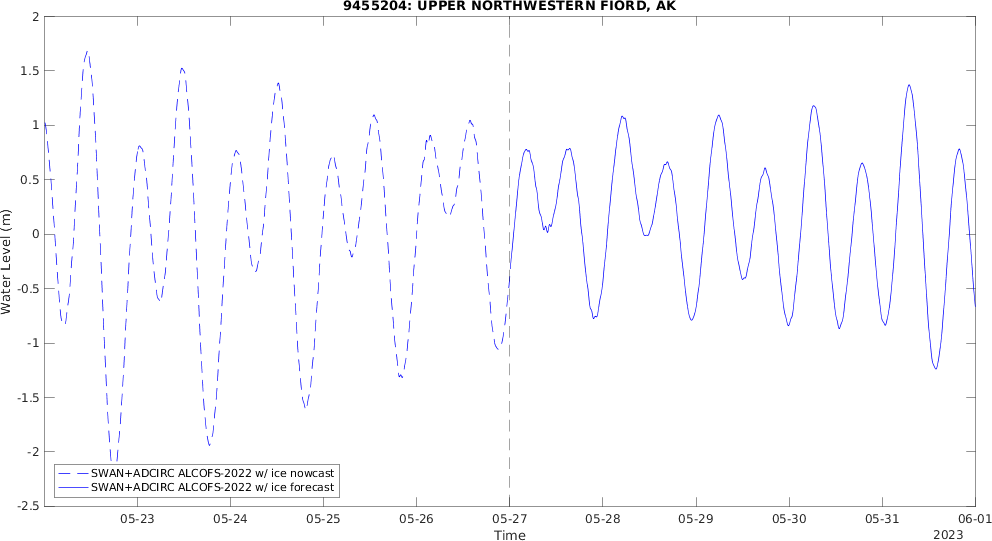 9455204: UPPER NORTHWESTERN FIORD, AK
2
1.5
1
0.5
0
-0.5
-1
-1.5
-2
-2.5
Water Level (m)
SWAN+ADCIRC ALCOFS-2022 w/ ice nowcast
SWAN+ADCIRC ALCOFS-2022 w/ ice forecast
05-23 05-24 05-25 05-26 05-27 05-28 05-29 05-30 05-31 06-01
Time
2023